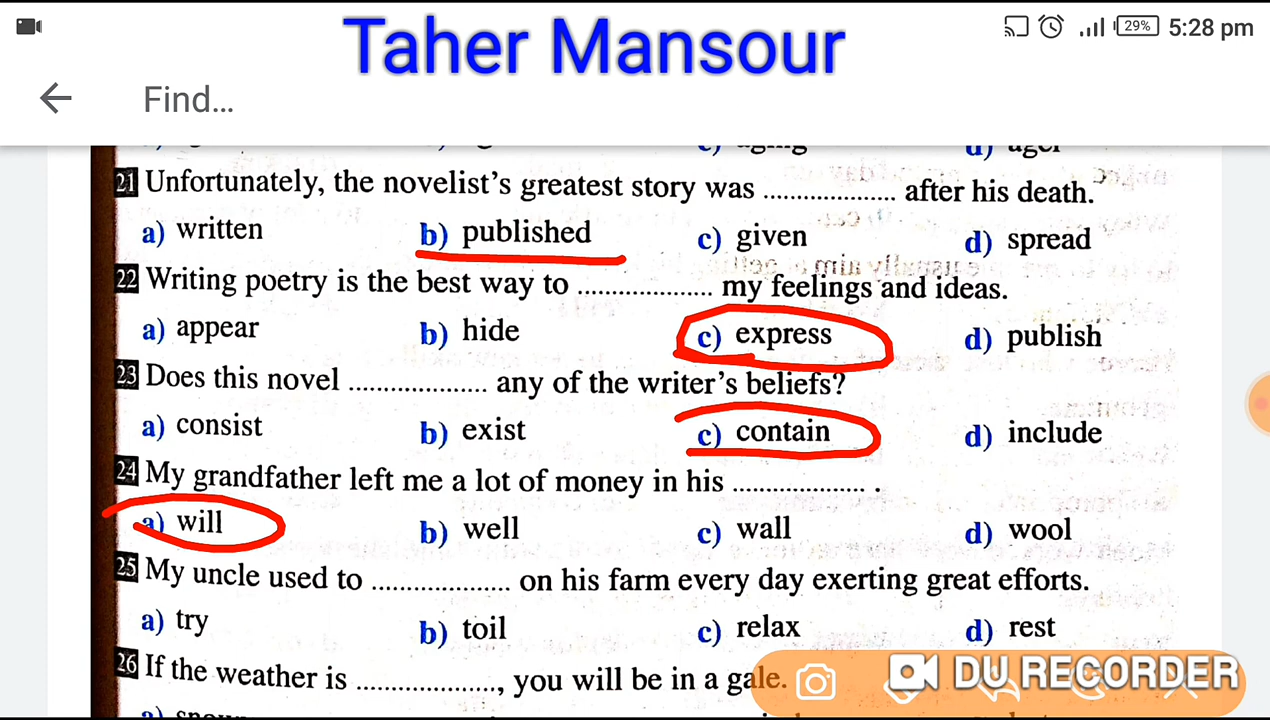 Taher Mansour
29% 5:28 pm
Find...
21 Unfortunately, the novelist's greatest story was .................... after his death.
a) written b) published c) given d) spread
22 Writing poetry is the best way to .................... my feelings and ideas.
a) appear b) hide c) express d) publish
23 Does this novel .................... any of the writer's beliefs?
a) consist b) exist c) contain d) include
24 My grandfather left me a lot of money in his .................... .
a) will b) well c) wall d) wool
25 My uncle used to .................... on his farm every day exerting great efforts.
a) try b) toil c) relax d) rest
26 If the weather is ...................., you will be in a gale.
DU RECORDER